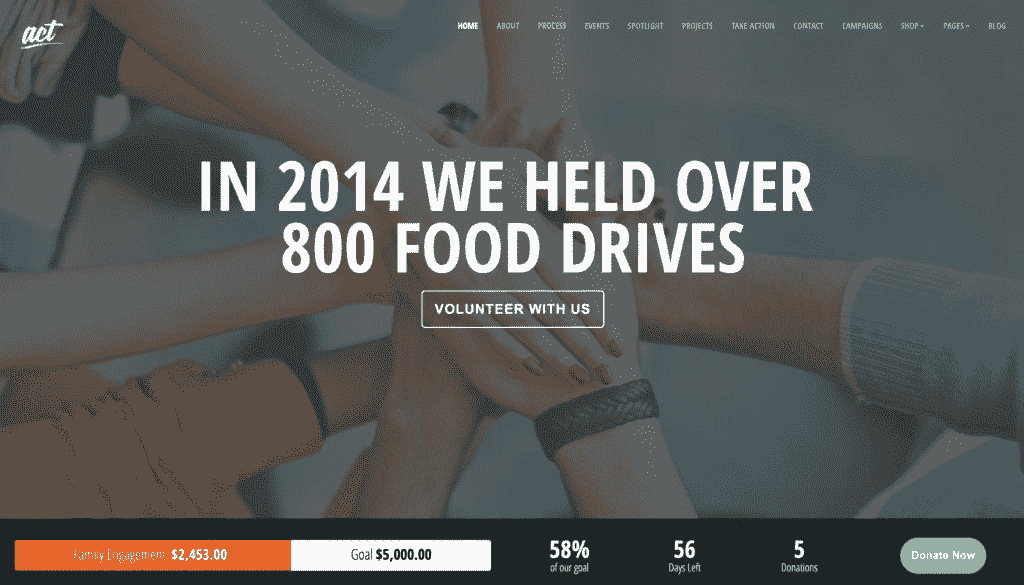 act
HOME ABOUT PROCESS EVENTS SPOTLIGHT PROJECTS TAKE ACTION CONTACT CAMPAIGNS SHOP PAGES BLOG
IN 2014 WE HELD OVER
800 FOOD DRIVES
VOLUNTEER WITH US
Family Engagement $2,453.00 Goal $5,000.00 58% 56 5 Donate Now
of our goal Days Left Donations